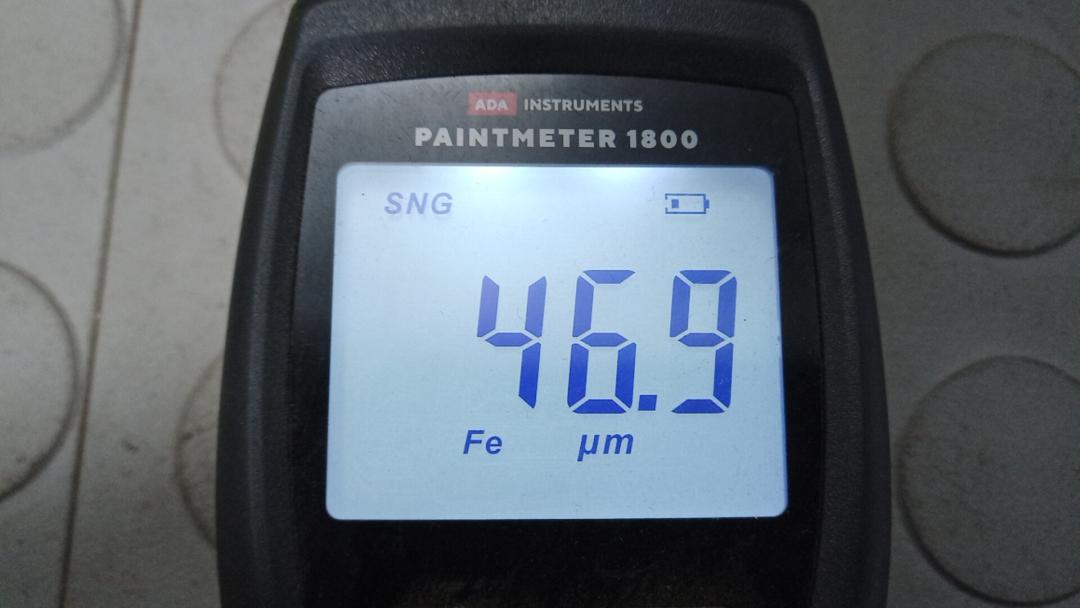 ADA INSTRUMENTS
PAINTMETER 1800
SNG
46.9
Fe µm